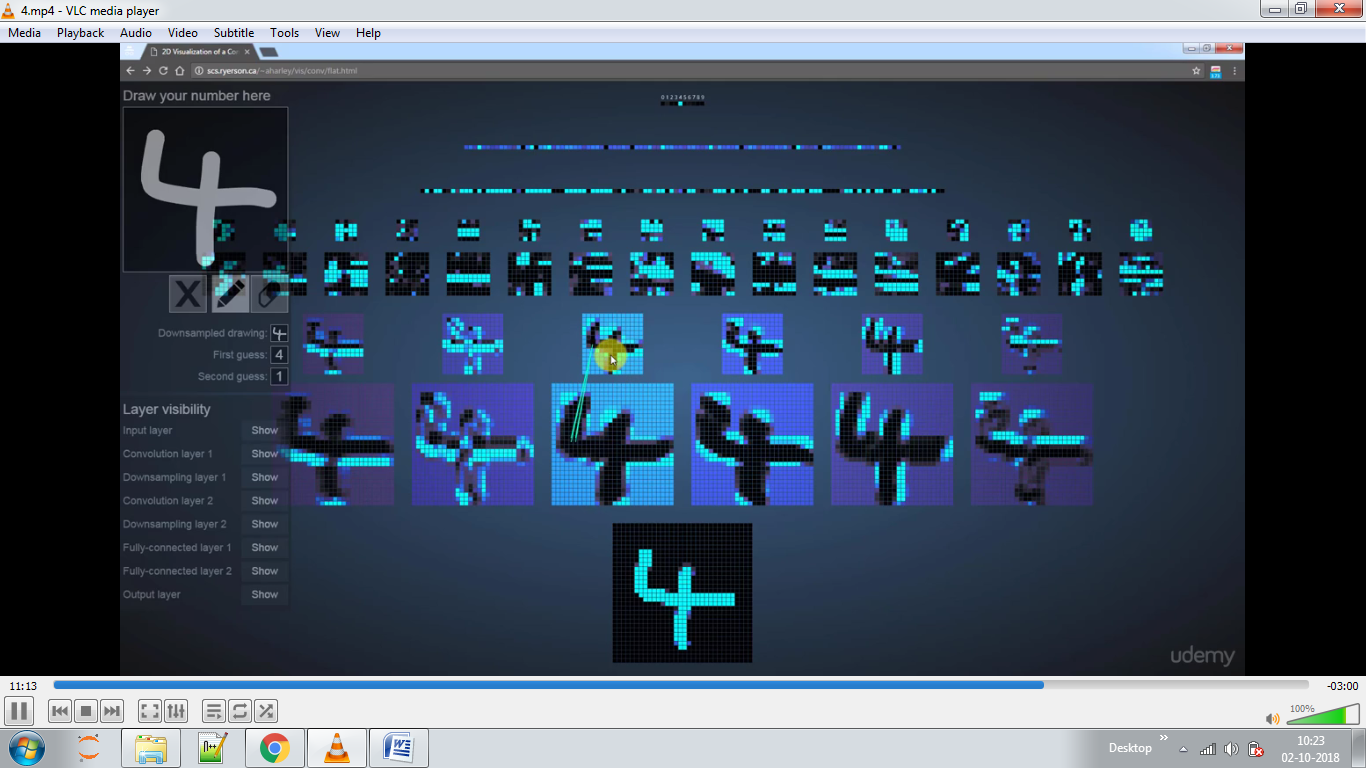 4.mp4 - VLC media player
Media Playback Audio Video Subtitle Tools View Help
2D Visualization of a Co
scs.ryerson.ca/~aharley/vis/conv/flat.html
Draw your number here
0123456789
4
Downsampled drawing: 4
First guess: 4
Second guess: 1
Layer visibility
Input layer Show
Convolution layer 1 Show
Downsampling layer 1 Show
Convolution layer 2 Show
Downsampling layer 2 Show
Fully-connected layer 1 Show
Fully-connected layer 2 Show
Output layer Show
4
udemy
11:13 -03:00
100%
Desktop
10:23
02-10-2018